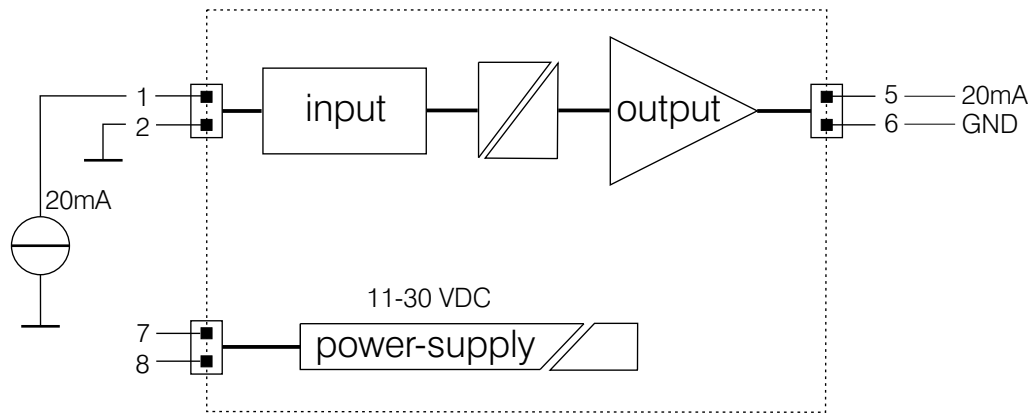 1
2
input
output
5
20mA
6
GND
20mA
11-30 VDC
7
8
power-supply